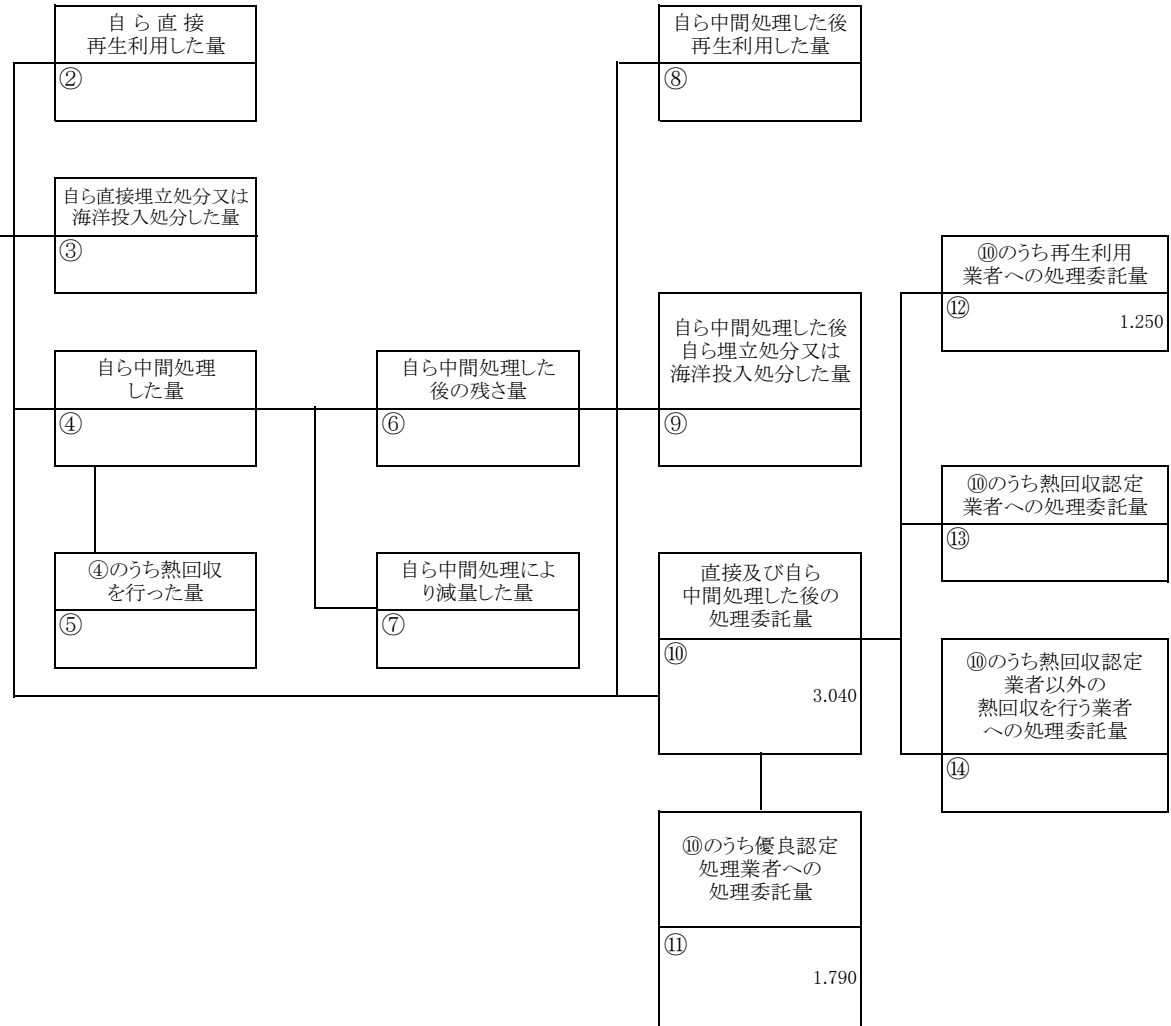 自 ら 直 接
再生利用した量
②
自ら直接埋立処分又は
海洋投入処分した量
③
自ら中間処理
した量
④
④のうち熱回収
を行った量
⑤
自ら中間処理した
後の残さ量
⑥
自ら中間処理によ
り減量した量
⑦
自ら中間処理した後
再生利用した量
⑧
自ら中間処理した後
自ら埋立処分又は
海洋投入処分した量
⑨
直接及び自ら
中間処理した後の
処理委託量
⑩
3.040
⑩のうち優良認定
処理業者への
処理委託量
⑪
1.790
⑩のうち再生利用
業者への処理委託量
⑫
1.250
⑩のうち熱回収認定
業者への処理委託量
⑬
⑩のうち熱回収認定
業者以外の
熱回収を行う業者
への処理委託量
⑭